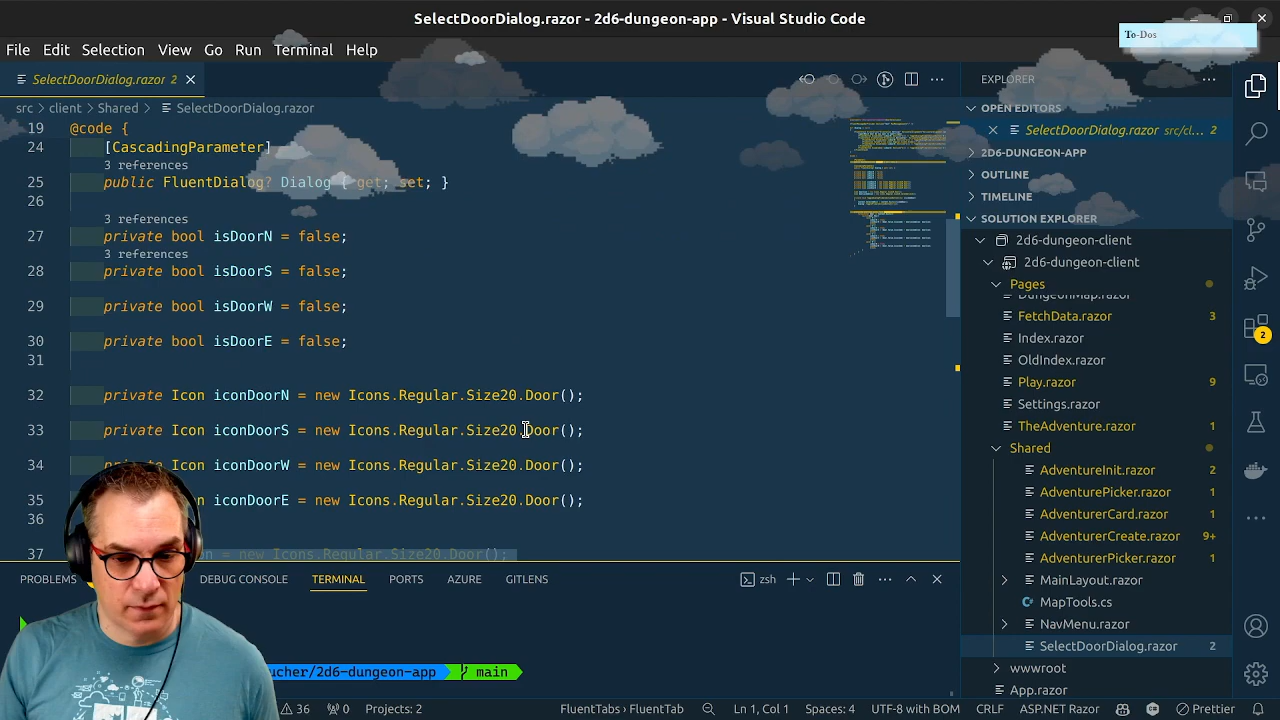 SelectDoorDialog.razor - 2d6-dungeon-app - Visual Studio Code
To-Dos
File Edit Selection View Go Run Terminal Help
SelectDoorDialog.razor 2
src > client > Shared > SelectDoorDialog.razor
19 @code {
24 [CascadingParameter]
3 references
25 public FluentDialog? Dialog { get; set; }
26
3 references
27 private bool isDoorN = false;
3 references
28 private bool isDoorS = false;
29 private bool isDoorW = false;
30 private bool isDoorE = false;
31
32 private Icon iconDoorN = new Icons.Regular.Size20.Door();
33 private Icon iconDoorS = new Icons.Regular.Size20.Door();
34 private Icon iconDoorW = new Icons.Regular.Size20.Door();
35 iconDoorE = new Icons.Regular.Size20.Door();
36
37 = new Icons.Regular.Size20.Door();
PROBLEMS DEBUG CONSOLE TERMINAL PORTS AZURE GITLENS
zsh
ucher/2d6-dungeon-app main
EXPLORER
OPEN EDITORS
SelectDoorDialog.razor src/cl... 2
2D6-DUNGEON-APP
OUTLINE
TIMELINE
SOLUTION EXPLORER
2d6-dungeon-client
2d6-dungeon-client
Pages
DungeonMap.razor
FetchData.razor 3
Index.razor
OldIndex.razor
Play.razor 9
Settings.razor
TheAdventure.razor 1
Shared
AdventureInit.razor 2
AdventurePicker.razor 1
AdventurerCard.razor 1
AdventurerCreate.razor 9+
AdventurerPicker.razor 1
MainLayout.razor
MapTools.cs
NavMenu.razor
SelectDoorDialog.razor 2
wwwroot
App.razor
2
36 0 Projects: 2 FluentTabs > FluentTab Ln 1, Col 1 Spaces: 4 UTF-8 with BOM CRLF ASP.NET Razor Prettier